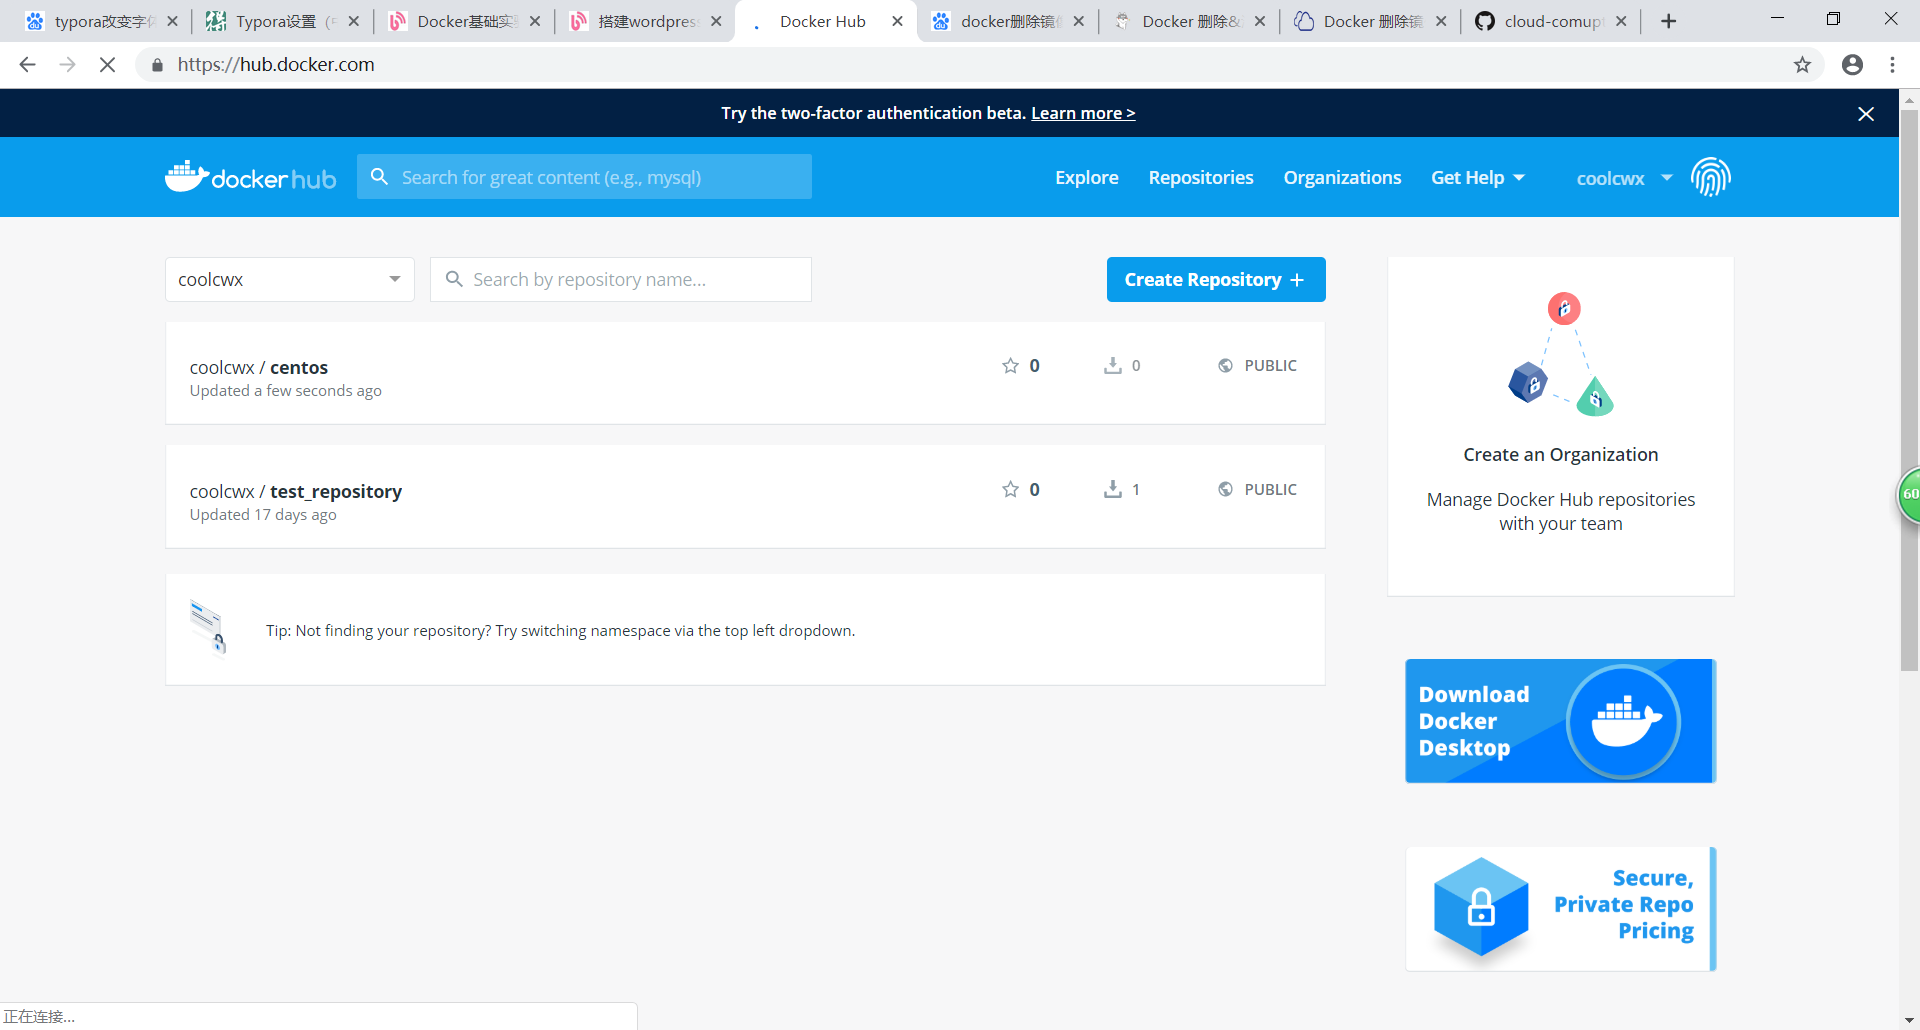 typora改变字体
Typora设置
Docker基础实
搭建wordpres
Docker Hub
docker删除镜
Docker 删除&
Docker 删除镜
cloud-comup
https://hub.docker.com
Try the two-factor authentication beta. Learn more >
docker hub
Search for great content (e.g., mysql)
Explore
Repositories
Organizations
Get Help
coolcwx
coolcwx
Search by repository name...
Create Repository +
coolcwx / centos
Updated a few seconds ago
0
0
PUBLIC
coolcwx / test_repository
Updated 17 days ago
0
1
PUBLIC
Tip: Not finding your repository? Try switching namespace via the top left dropdown.
Create an Organization
Manage Docker Hub repositories
with your team
60
Download
Docker
Desktop
Secure,
Private Repo
Pricing
正在连接...